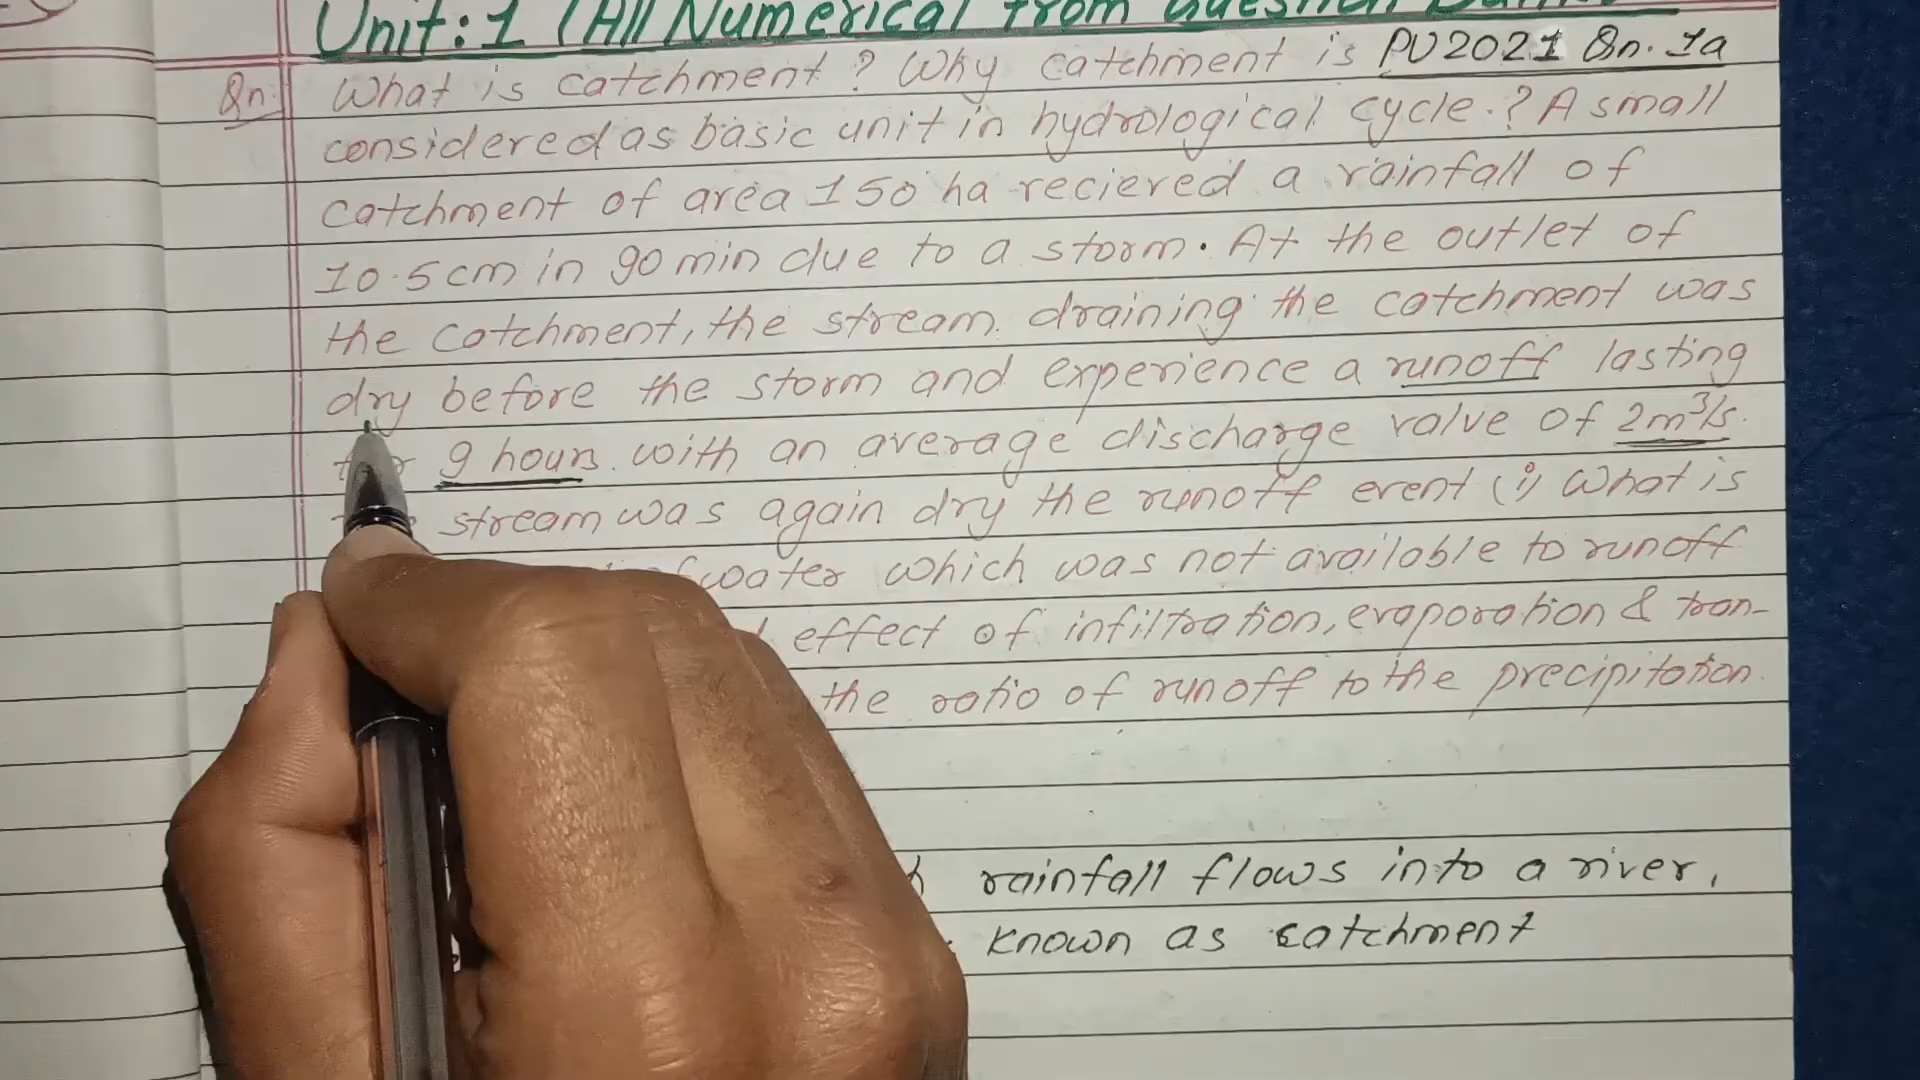 Unit: 1 (All Numerical from Question Bank
Qn: What is catchment? Why catchment is PU2021 Qn. 1a
considered as basic unit in hydrological cycle.? A small
catchment of area 150 ha recieved a rainfall of
10.5 cm in 90 min due to a storm. At the outlet of
the catchment, the stream draining the catchment was
dry before the storm and experience a runoff lasting
9 hours with an average discharge value of 2m³/s.
stream was again dry the runoff event (i) What is
water which was not available to runoff
effect of infiltration, evaporation & tran-
the ratio of runoff to the precipitation.
rainfall flows into a river,
known as catchment